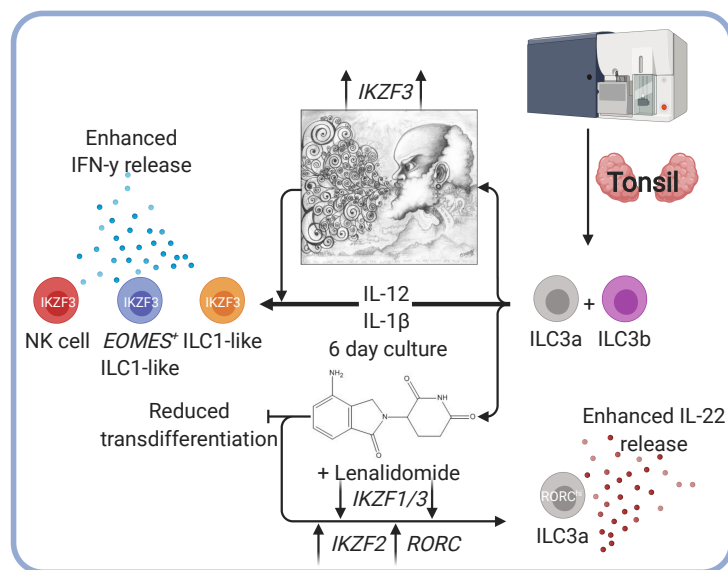 IKZF3
Enhanced
IFN-y release
Tonsil
IKZF3
IKZF3
IKZF3
NK cell
EOMES+
ILC1-like
ILC1-like
IL-12
IL-1β
6 day culture
+
ILC3a
ILC3b
NH₂
O
NH
N
O
O
Reduced
transdifferentiation
+ Lenalidomide
IKZF1/3
IKZF2
RORC
Enhanced IL-22
release
RORChi
ILC3a